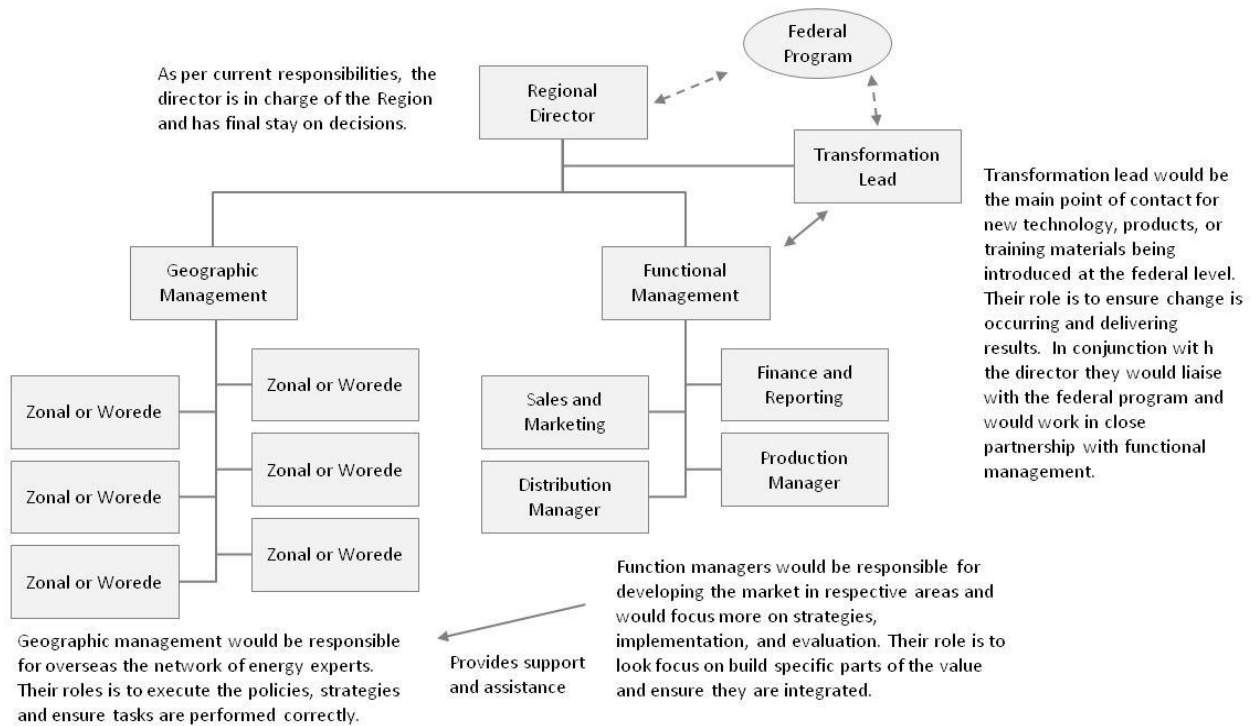 Federal
Program
As per current responsibilities, the
director is in charge of the Region
and has final stay on decisions.
Regional
Director
Transformation
Lead
Transformation lead would be
the main point of contact for
new technology, products, or
training materials being
introduced at the federal level.
Their role is to ensure change is
occurring and delivering
results. In conjunction wit h
the director they would liaise
with the federal program and
would work in close
partnership with functional
management.
Geographic
Management
Functional
Management
Zonal or Worede
Zonal or Worede
Zonal or Worede
Zonal or Worede
Zonal or Worede
Zonal or Worede
Sales and
Marketing
Finance and
Reporting
Distribution
Manager
Production
Manager
Geographic management would be responsible
for overseas the network of energy experts.
Their roles is to execute the policies, strategies
and ensure tasks are performed correctly.
Provides support
and assistance
Function managers would be responsible for
developing the market in respective areas and
would focus more on strategies,
implementation, and evaluation. Their role is to
look focus on build specific parts of the value
and ensure they are integrated.